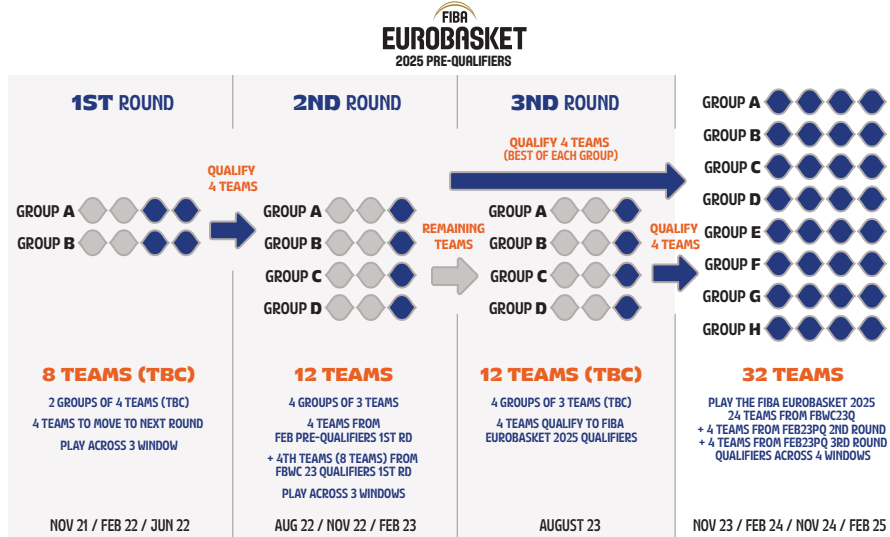 FIBA
EUROBASKET
2025 PRE-QUALIFIERS
1ST ROUND
QUALIFY
4 TEAMS
GROUP A
GROUP B
8 TEAMS (TBC)
2 GROUPS OF 4 TEAMS (TBC)
4 TEAMS TO MOVE TO NEXT ROUND
PLAY ACROSS 3 WINDOW
NOV 21 / FEB 22 / JUN 22
2ND ROUND
GROUP A
GROUP B
GROUP C
GROUP D
REMAINING
TEAMS
12 TEAMS
4 GROUPS OF 3 TEAMS
4 TEAMS FROM
FEB PRE-QUALIFIERS 1ST RD
+ 4TH TEAMS (8 TEAMS) FROM
FBWC 23 QUALIFIERS 1ST RD
PLAY ACROSS 3 WINDOWS
AUG 22 / NOV 22 / FEB 23
3RD ROUND
QUALIFY 4 TEAMS
(BEST OF EACH GROUP)
GROUP A
GROUP B
GROUP C
GROUP D
QUALIFY
4 TEAMS
12 TEAMS (TBC)
4 GROUPS OF 3 TEAMS (TBC)
4 TEAMS QUALIFY TO FIBA
EUROBASKET 2025 QUALIFIERS
AUGUST 23
GROUP A
GROUP B
GROUP C
GROUP D
GROUP E
GROUP F
GROUP G
GROUP H
32 TEAMS
PLAY THE FIBA EUROBASKET 2025
24 TEAMS FROM FBWC23Q
+ 4 TEAMS FROM FEB23PQ 2ND ROUND
+ 4 TEAMS FROM FEB23PQ 3RD ROUND
QUALIFIERS ACROSS 4 WINDOWS
NOV 23 / FEB 24 / NOV 24 / FEB 25